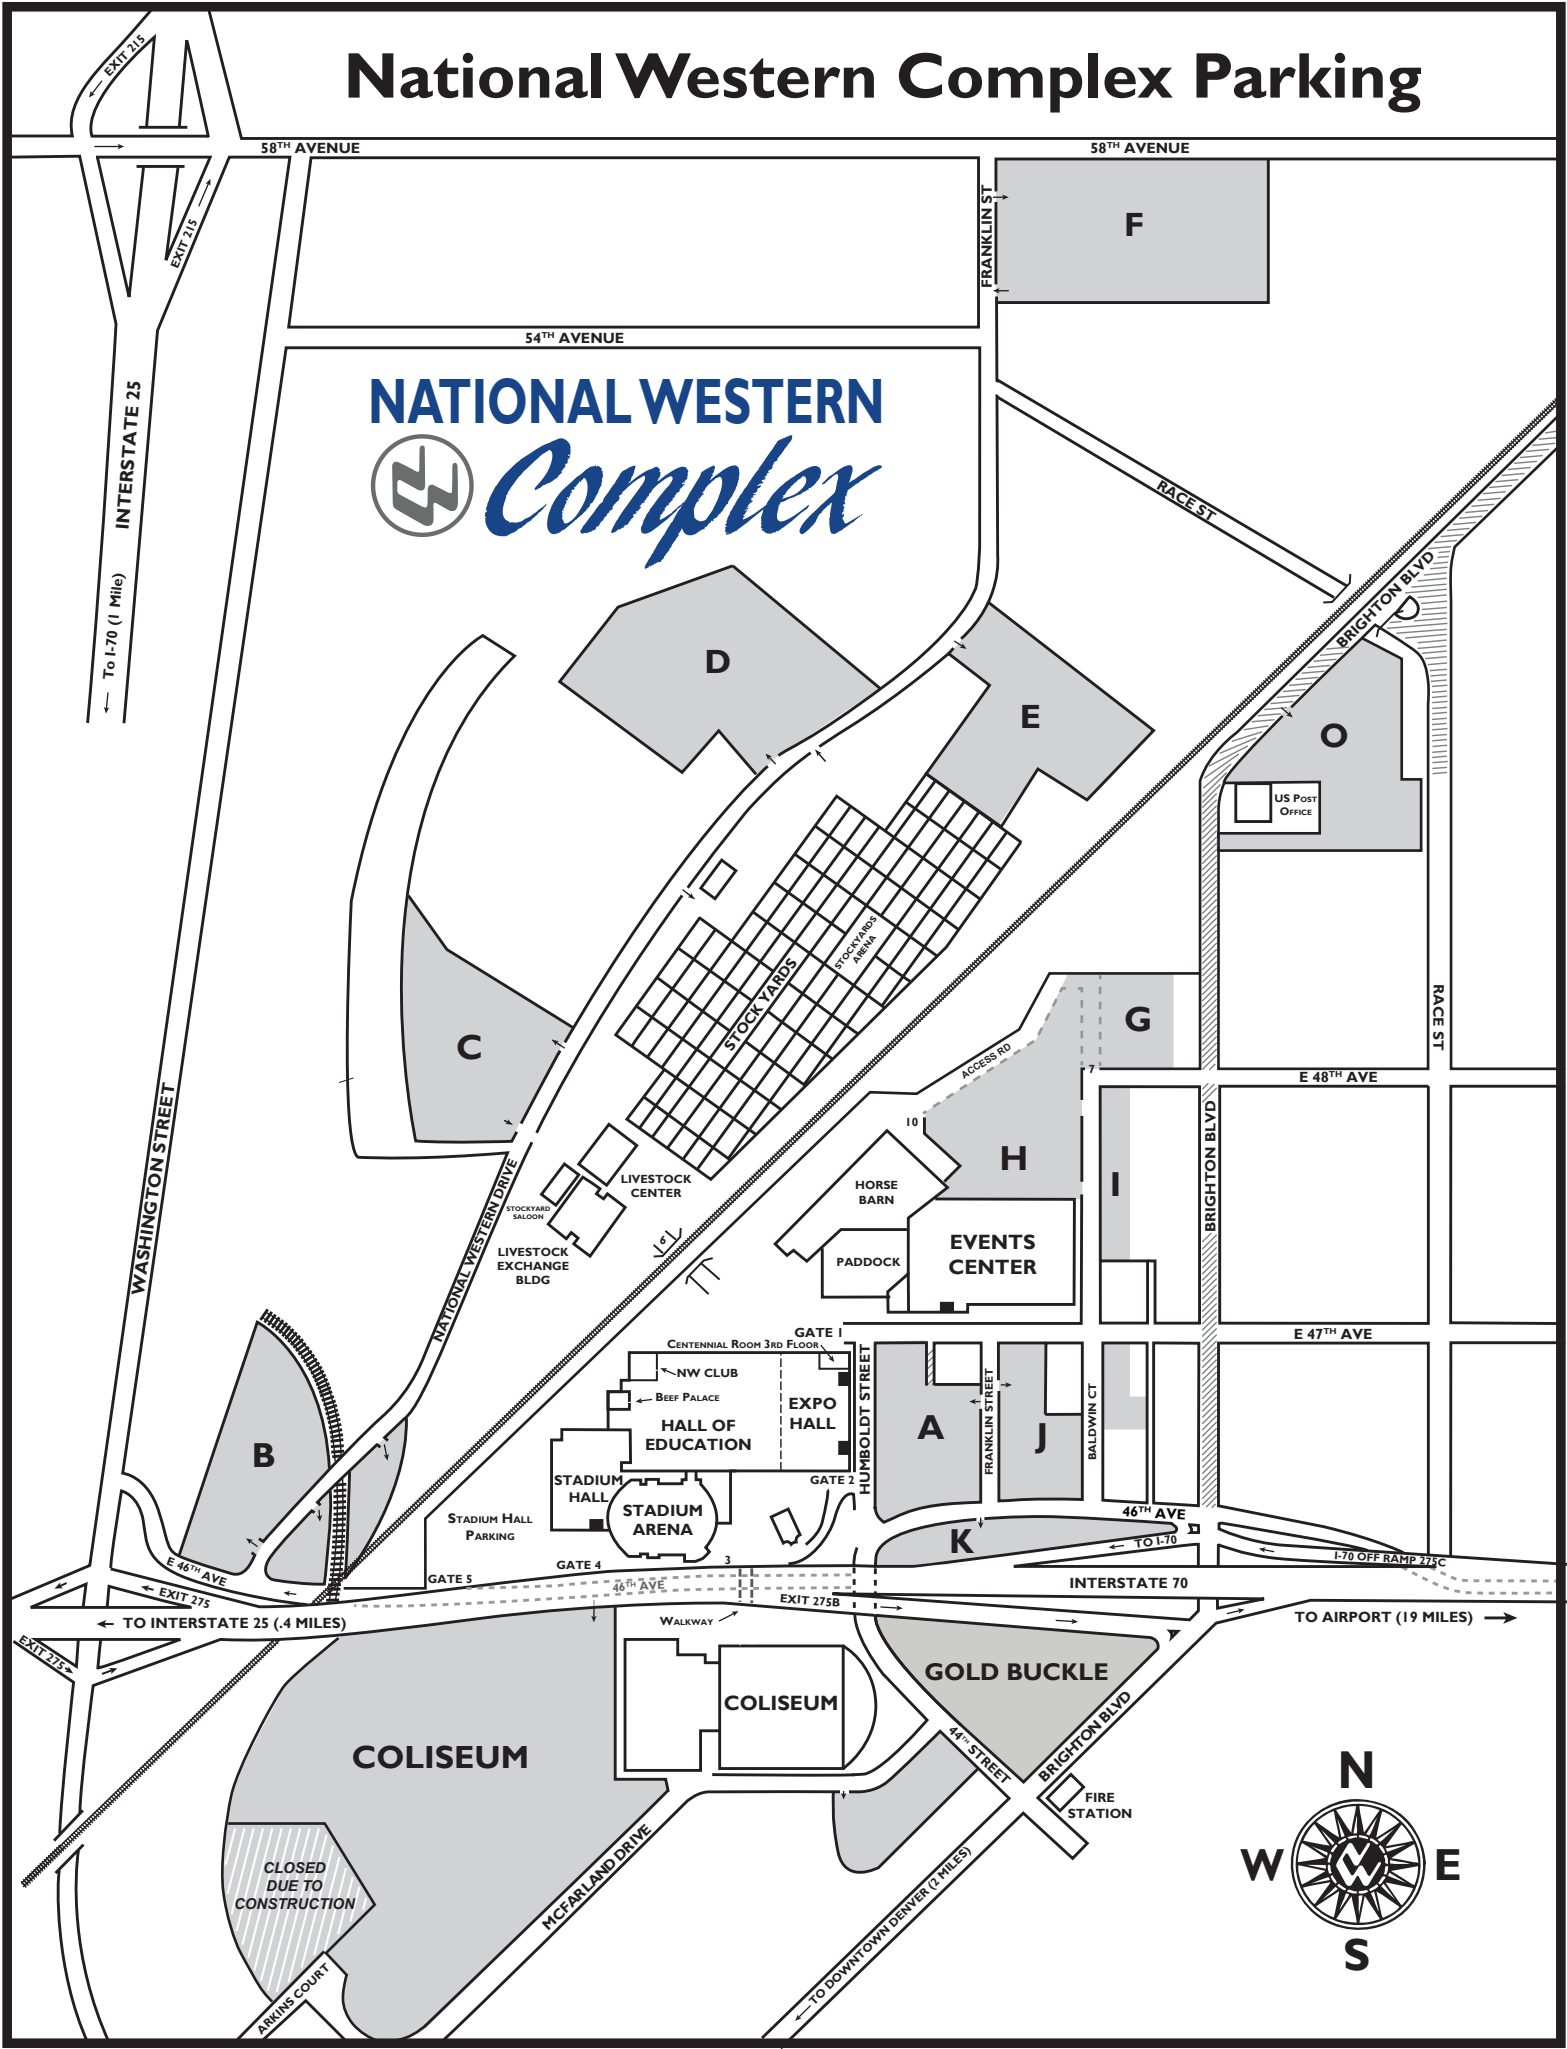 National Western Complex Parking
EXIT 215
58TH AVENUE
58TH AVENUE
EXIT 215
FRANKLIN ST
F
54TH AVENUE
INTERSTATE 25
To I-70 (1 Mile)
NATIONAL WESTERN
Complex
RACE ST
BRIGHTON BLVD
D
E
O
US POST
OFFICE
STOCKYARDS
ARENA
STOCK YARDS
C
G
RACE ST
ACCESS RD
7
E 48TH AVE
10
H
I
BRIGHTON BLVD
WASHINGTON STREET
NATIONAL WESTERN DRIVE
LIVESTOCK
CENTER
STOCKYARD
SALOON
LIVESTOCK
EXCHANGE
BLDG
HORSE
BARN
PADDOCK
EVENTS
CENTER
GATE 1
E 47TH AVE
CENTENNIAL ROOM 3RD FLOOR
NW CLUB
BEEF PALACE
EXPO
HALL
HALL OF
EDUCATION
HUMBOLDT STREET
A
FRANKLIN STREET
J
BALDWIN CT
B
STADIUM
HALL
GATE 2
STADIUM
ARENA
STADIUM HALL
PARKING
46TH AVE
K
TO I-70
I-70 OFF RAMP 275C
E 46TH AVE
GATE 4
3
GATE 5
46TH AVE
INTERSTATE 70
EXIT 275
EXIT 275B
WALKWAY
TO INTERSTATE 25 (.4 MILES)
TO AIRPORT (19 MILES)
EXIT 275
GOLD BUCKLE
COLISEUM
COLISEUM
44TH STREET
BRIGHTON BLVD
FIRE
STATION
CLOSED
DUE TO
CONSTRUCTION
MCFARLAND DRIVE
TO DOWNTOWN DENVER (2 MILES)
ARKINS COURT
N
W
E
S